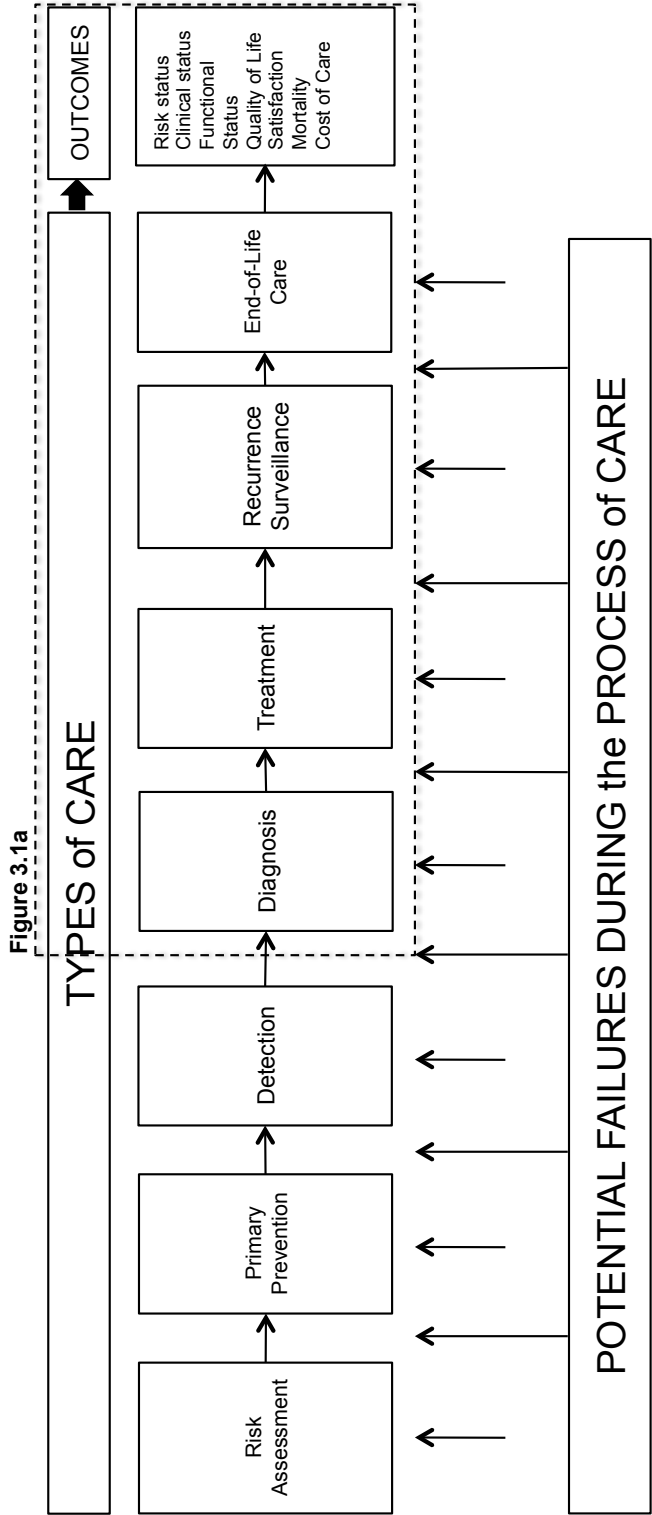 Figure 3.1a
TYPES of CARE
OUTCOMES
Risk
Assessment
Primary
Prevention
Detection
Diagnosis
Treatment
Recurrence
Surveillance
End-of-Life
Care
Risk status
Clinical status
Functional
Status
Quality of Life
Satisfaction
Mortality
Cost of Care
POTENTIAL FAILURES DURING the PROCESS of CARE